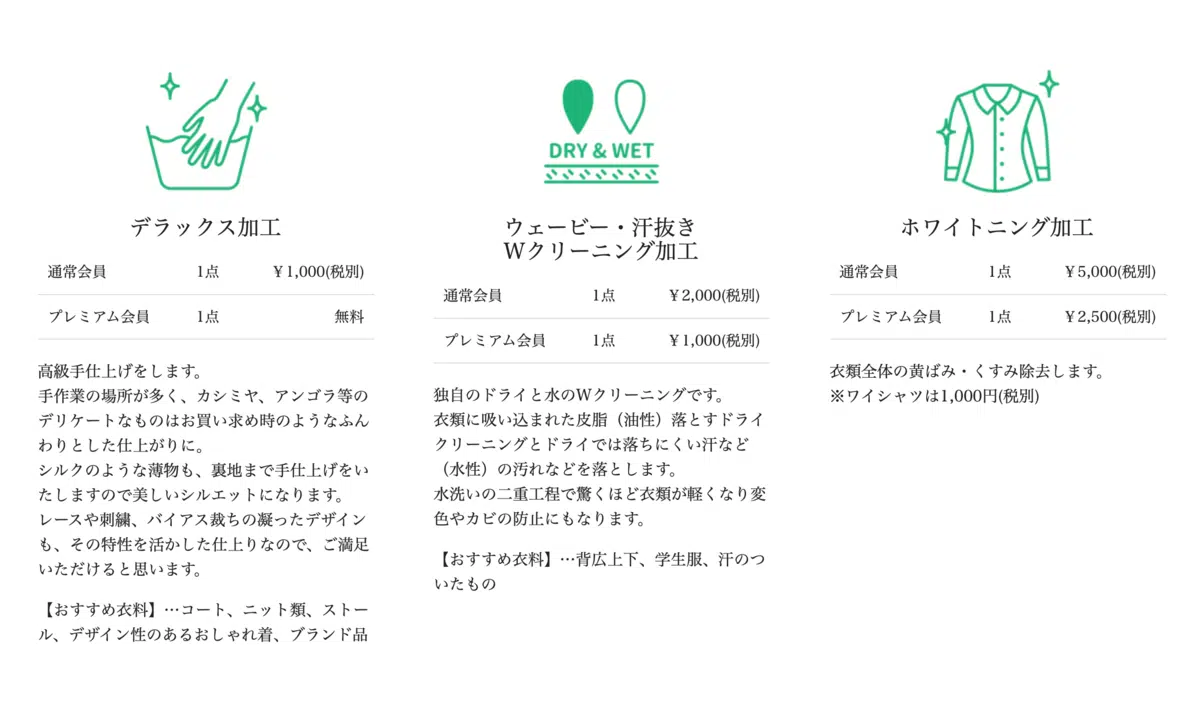 デラックス加工
通常会員 1点 ¥1,000(税別)
プレミアム会員 1点 無料
高級手仕上げをします。
手作業の場所が多く、カシミヤ、アンゴラ等の
デリケートなものはお買い求め時のようなふん
わりとした仕上がりに。
シルクのような薄物も、裏地まで手仕上げをい
たしますので美しいシルエットになります。
レースや刺繍、バイアス裁ちの凝ったデザイン
も、その特性を活かした仕上りなので、ご満足
いただけると思います。
【おすすめ衣料】…コート、ニット類、ストー
ル、デザイン性のあるおしゃれ着、ブランド品
DRY & WET
ウェービー・汗抜き
Wクリーニング加工
通常会員 1点 ¥2,000(税別)
プレミアム会員 1点 ¥1,000(税別)
独自のドライと水のWクリーニングです。
衣類に吸い込まれた皮脂（油性）落とすドライ
クリーニングとドライでは落ちにくい汗など
（水性）の汚れなどを落とします。
水洗いの二重工程で驚くほど衣類が軽くなり変
色やカビの防止にもなります。
【おすすめ衣料】…背広上下、学生服、汗のつ
いたもの
ホワイトニング加工
通常会員 1点 ¥5,000(税別)
プレミアム会員 1点 ¥2,500(税別)
衣類全体の黄ばみ・くすみ除去します。
※ワイシャツは1,000円(税別)